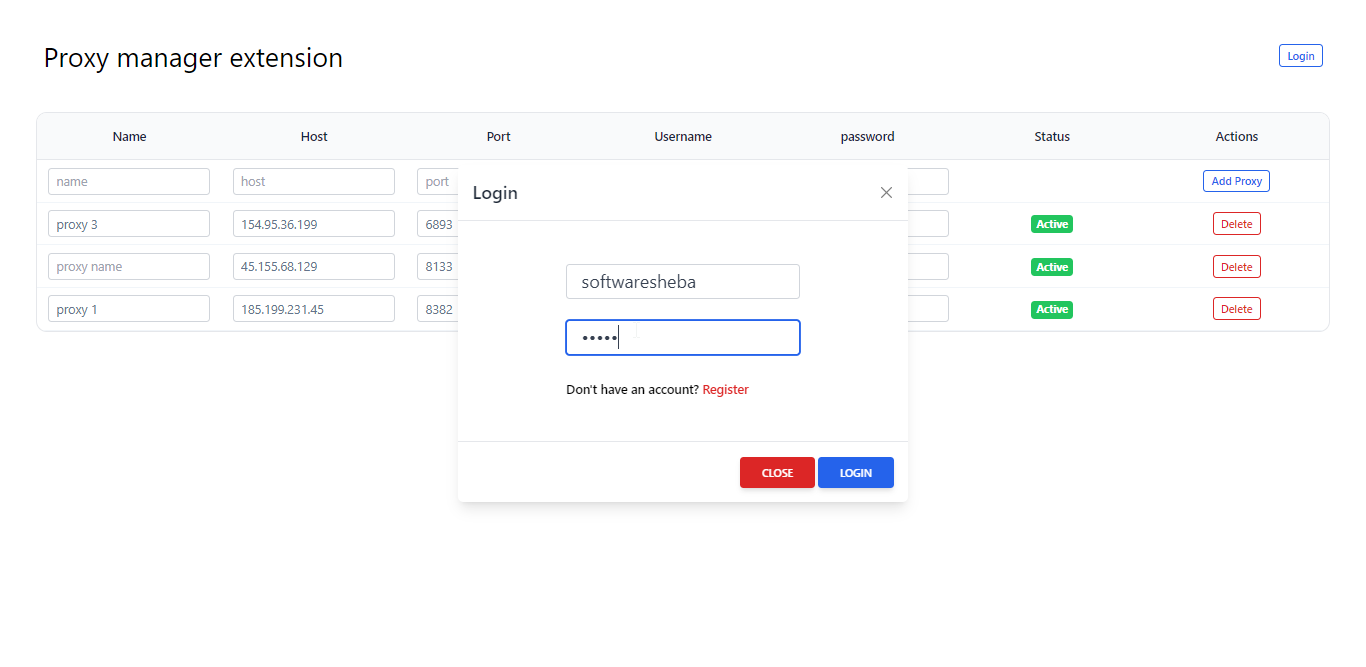 Proxy manager extension
Login
Name Host Port Username password Status Actions
name host port Add Proxy
Login
proxy 3 154.95.36.199 6893 Active Delete
proxy name 45.155.68.129 8133 Active Delete
softwaresheba
proxy 1 185.199.231.45 8382 Active Delete
•••••
Don't have an account? Register
CLOSE LOGIN